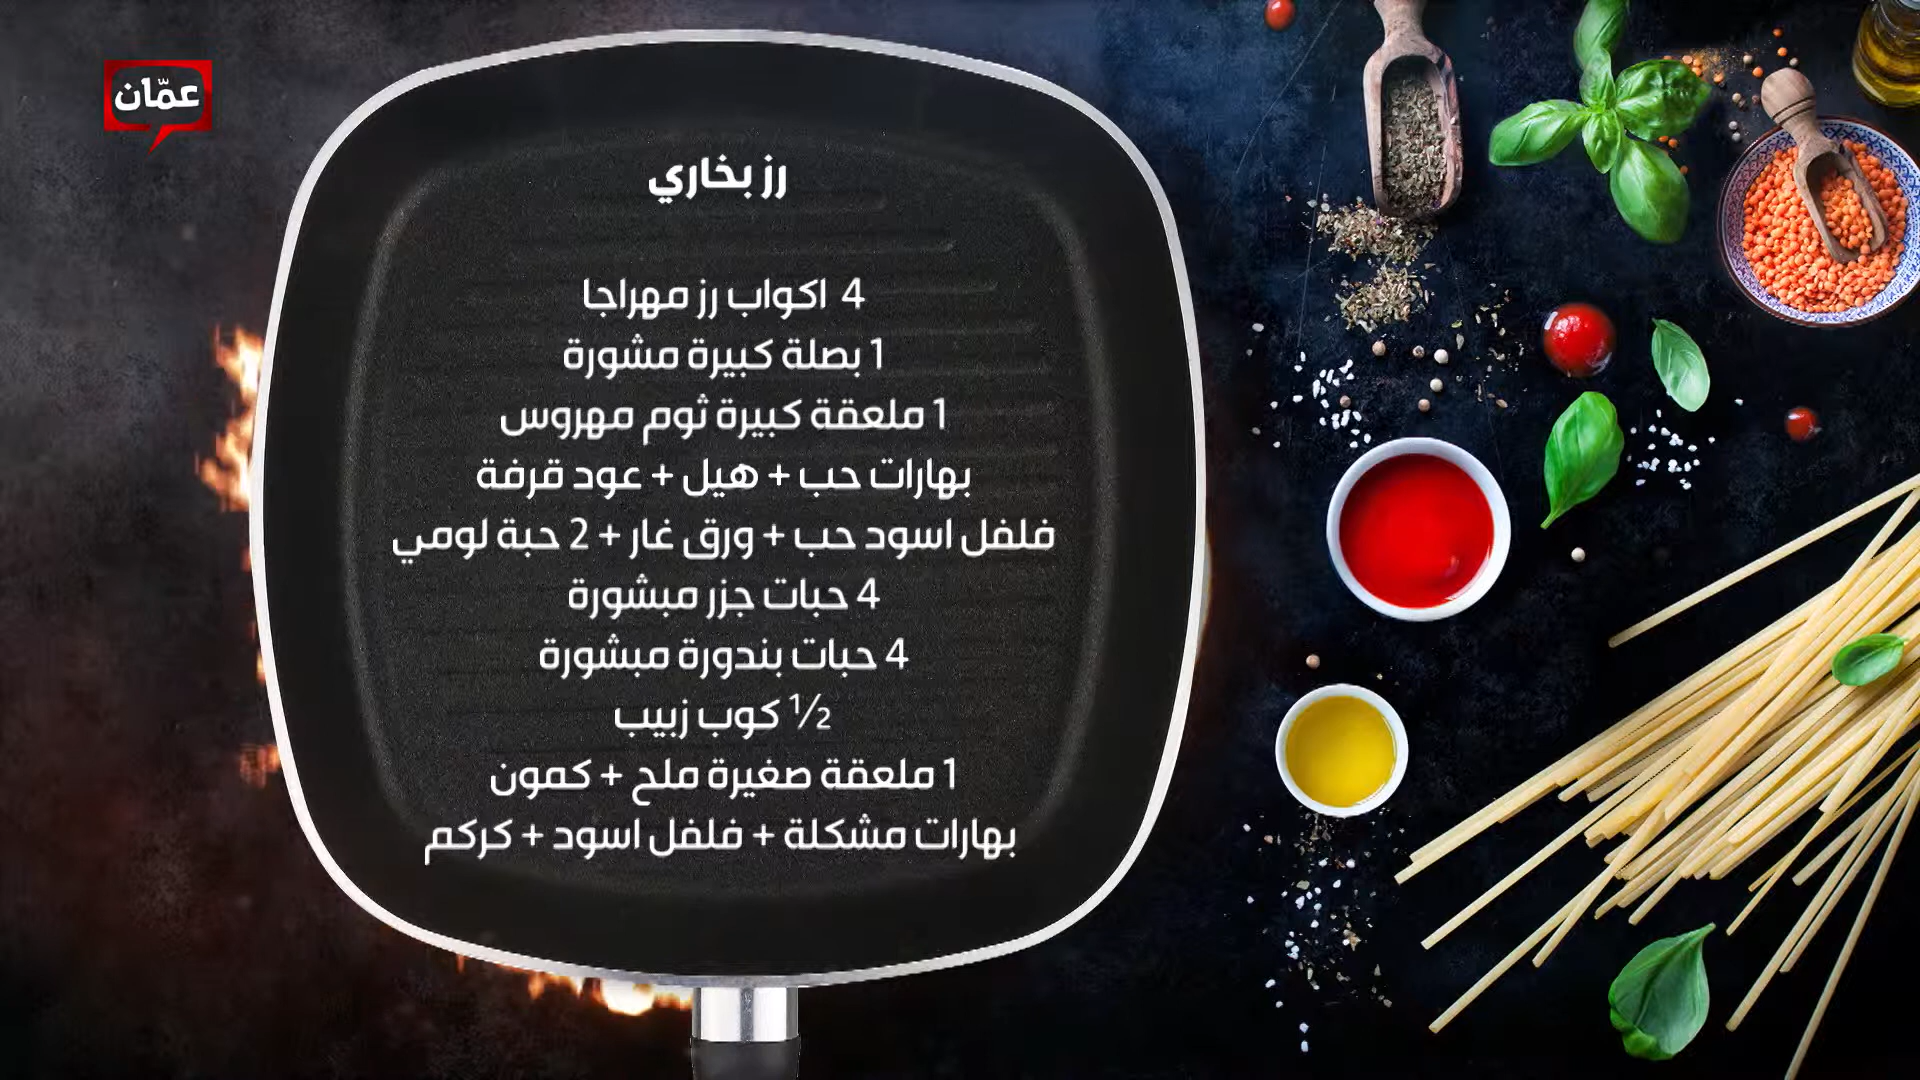 عمّان
رز بخاري
4 اكواب رز مهراجا
1 بصلة كبيرة مشورة
1 ملعقة كبيرة ثوم مهروس
بهارات حب + هيل + عود قرفة
فلفل اسود حب + ورق غار + 2 حبة لومي
4 حبات جزر مبشورة
4 حبات بندورة مبشورة
½ كوب زبيب
1 ملعقة صغيرة ملح + كمون
بهارات مشكلة + فلفل اسود + كركم